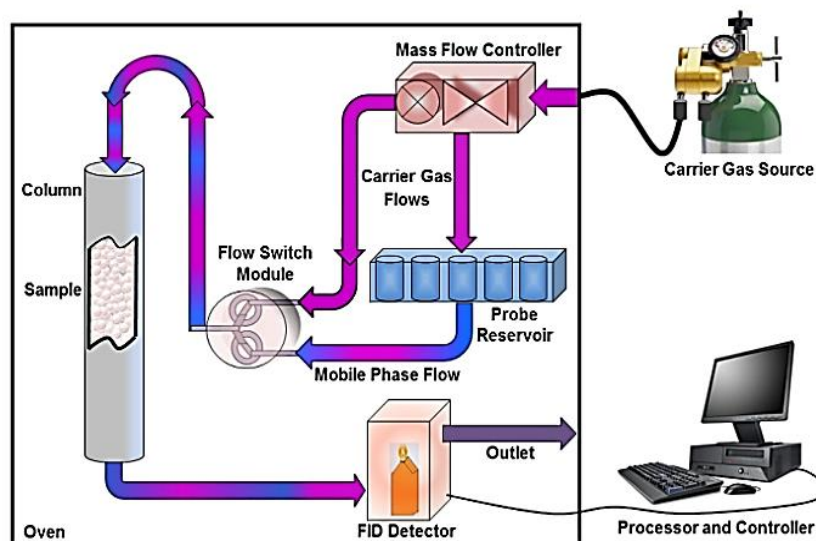 Mass Flow Controller
Carrier Gas Source
Carrier Gas
Flows
Column
Sample
Flow Switch
Module
Probe
Reservoir
Mobile Phase Flow
Outlet
FID Detector
Oven
Processor and Controller